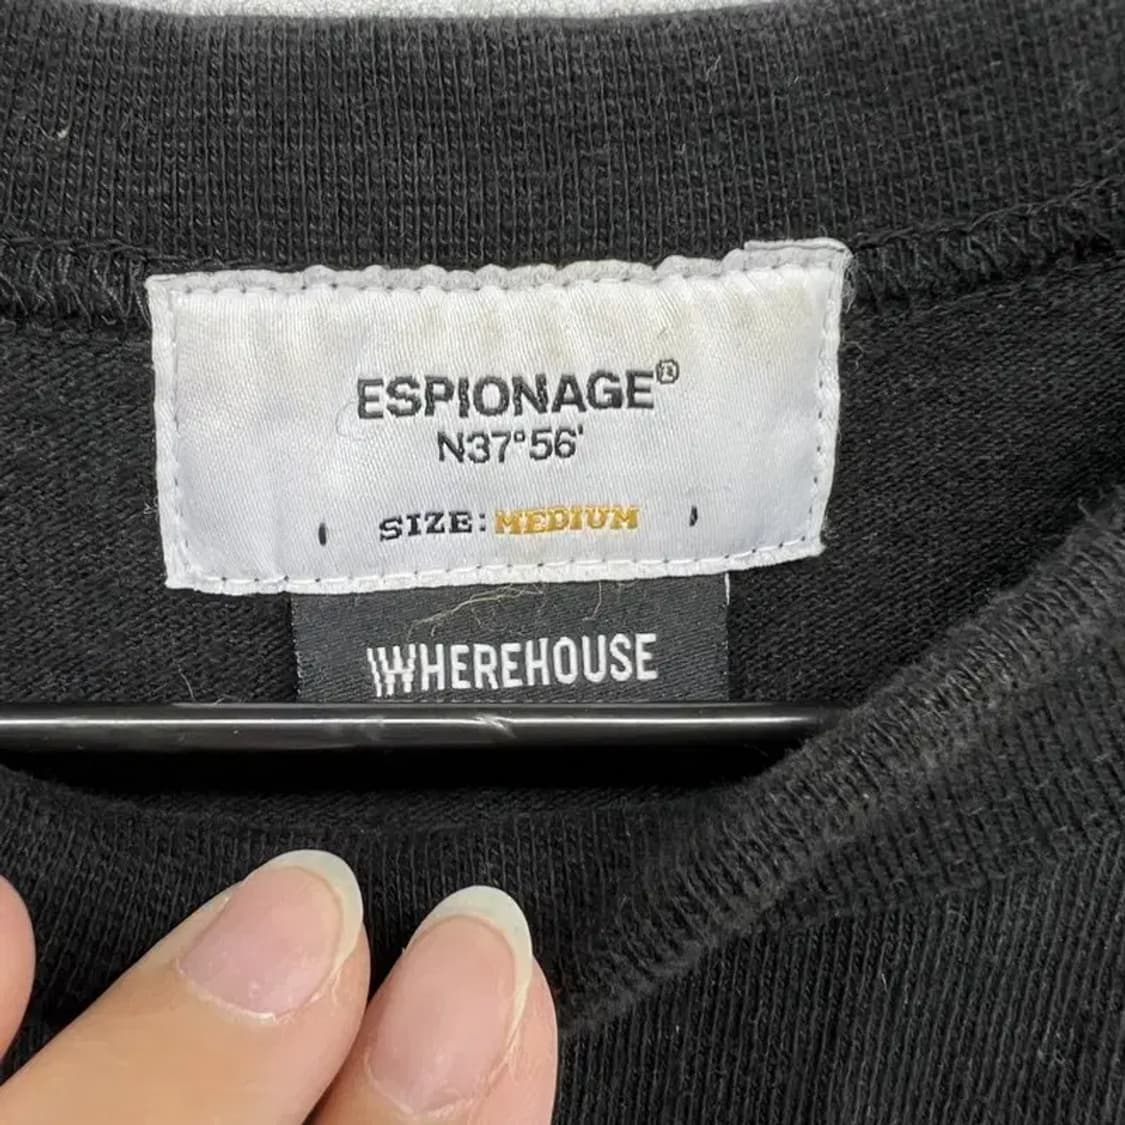 ESPIONAGE®
N37°56'
SIZE: MEDIUM
WHEREHOUSE